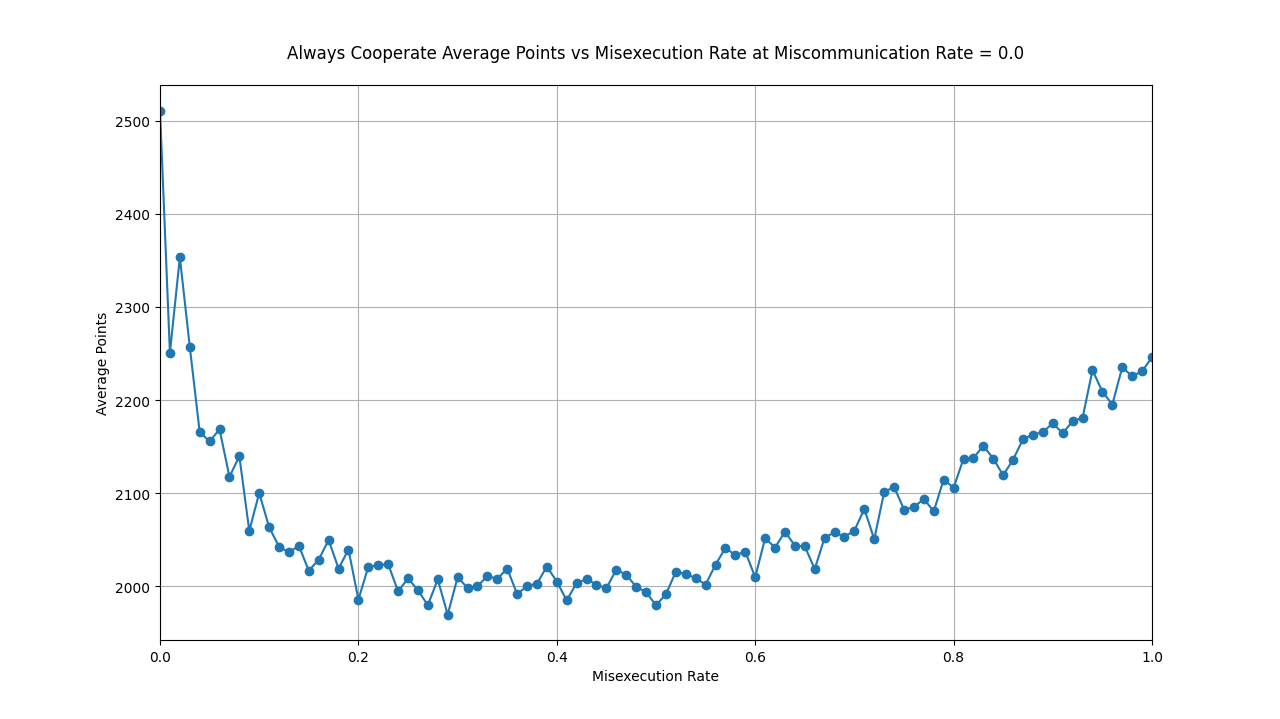 Always Cooperate Average Points vs Misexecution Rate at Miscommunication Rate = 0.0
2500
2400
2300
2200
2100
2000
Average Points
0.0 0.2 0.4 0.6 0.8 1.0
Misexecution Rate